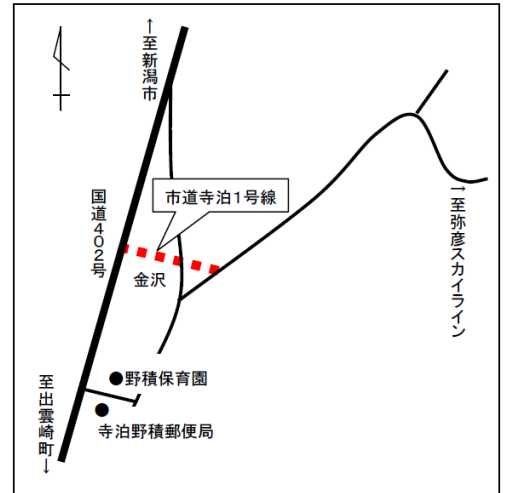 ←至新潟市
国道402号
市道寺泊1号線
金沢
→至弥彦スカイライン
●野積保育園
寺泊野積郵便局
至出雲崎町←